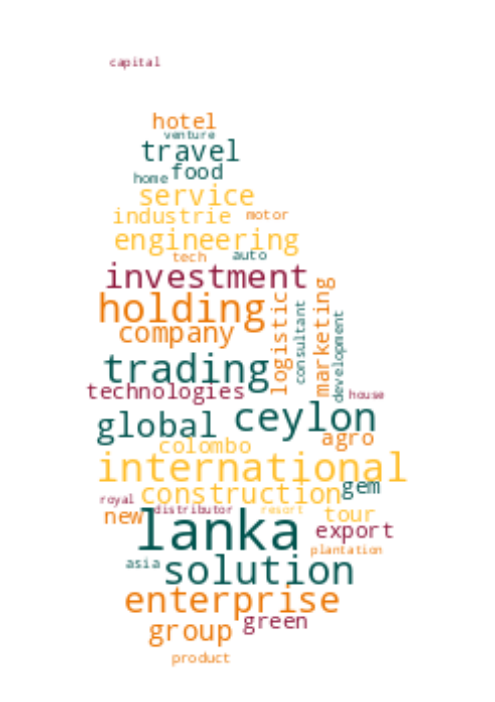 capital
hotel
venture
travel
food
home
service
industrie motor
engineering
tech auto
investment
holding
company
logistic
consultant
marketing
development
trading
technologies
house
ceylon
global
agro
colombo
international
gem
construction
royal
distributor
resort
new
tour
lanka
export
plantation
asia
solution
enterprise
green
group
product